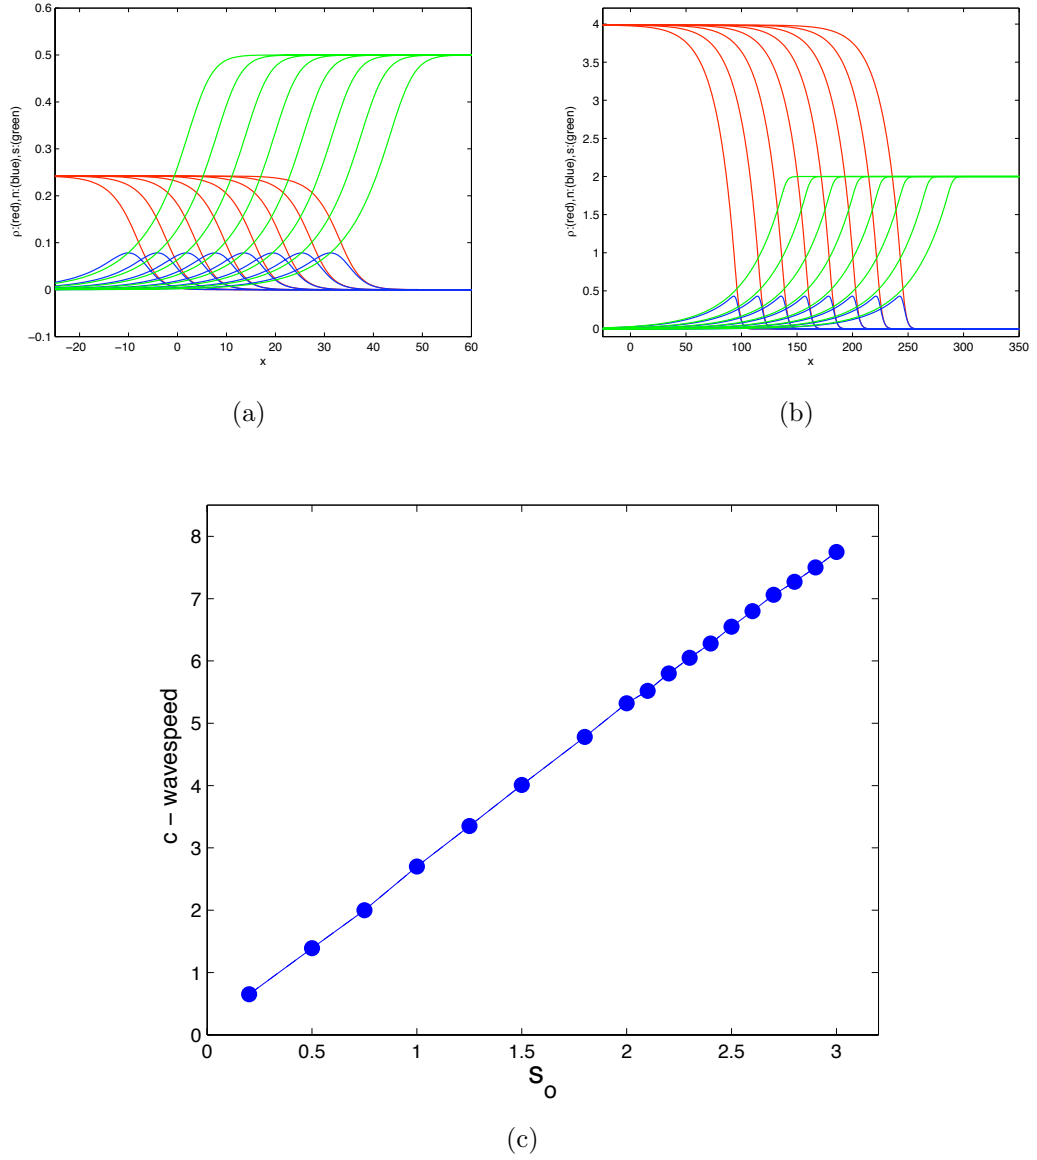 0.6
0.5
0.4
0.3
0.2
0.1
0
−0.1
ρ:(red),n:(blue),s:(green)
−20 −10 0 10 20 30 40 50 60
x
(a)
4
3.5
3
2.5
2
1.5
1
0.5
0
ρ:(red),n:(blue),s:(green)
0 50 100 150 200 250 300 350
x
(b)
8
7
6
5
4
3
2
1
0
c − wavespeed
0 0.5 1 1.5 2 2.5 3
S_o
(c)